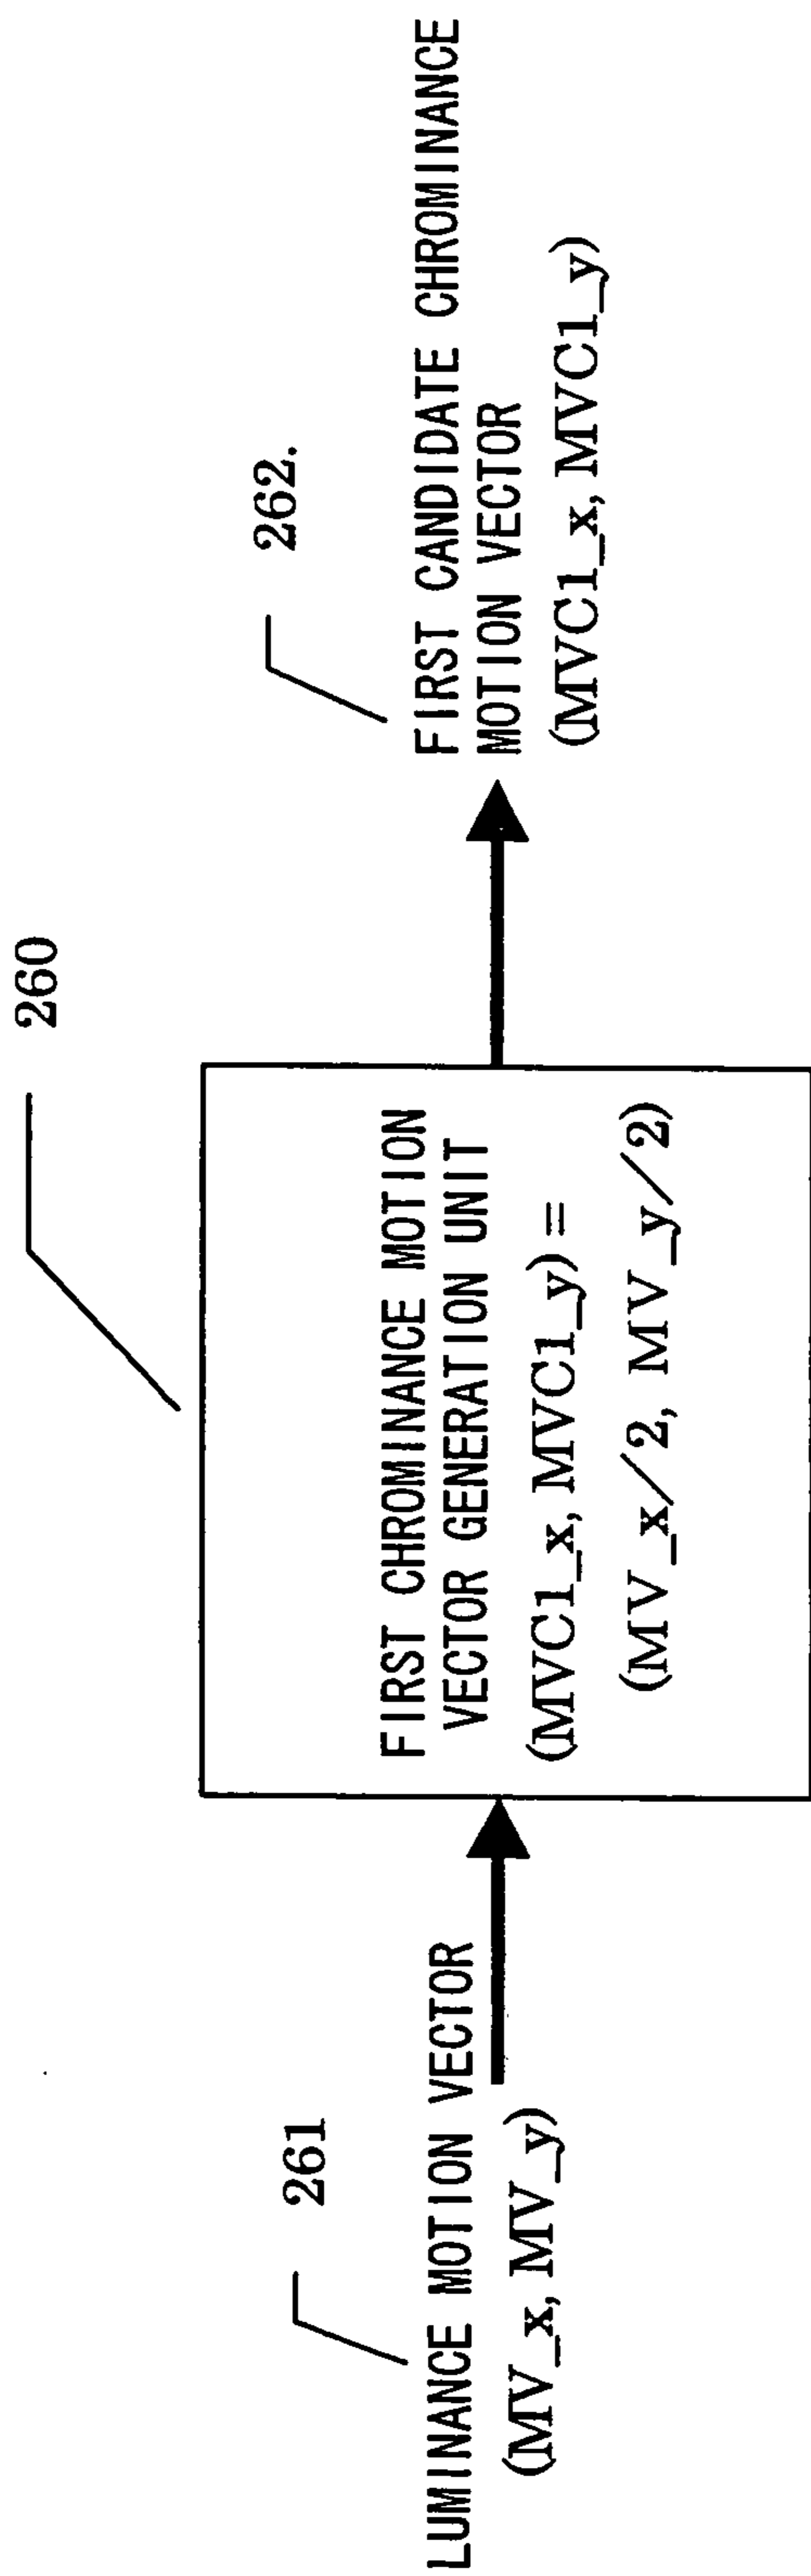 260
261
LUMINANCE MOTION VECTOR
(MV_x, MV_y)
FIRST CHROMINANCE MOTION
VECTOR GENERATION UNIT
(MVC1_x, MVC1_y) =
(MV_x/2, MV_y/2)
262.
FIRST CANDIDATE CHROMINANCE
MOTION VECTOR
(MVC1_x, MVC1_y)